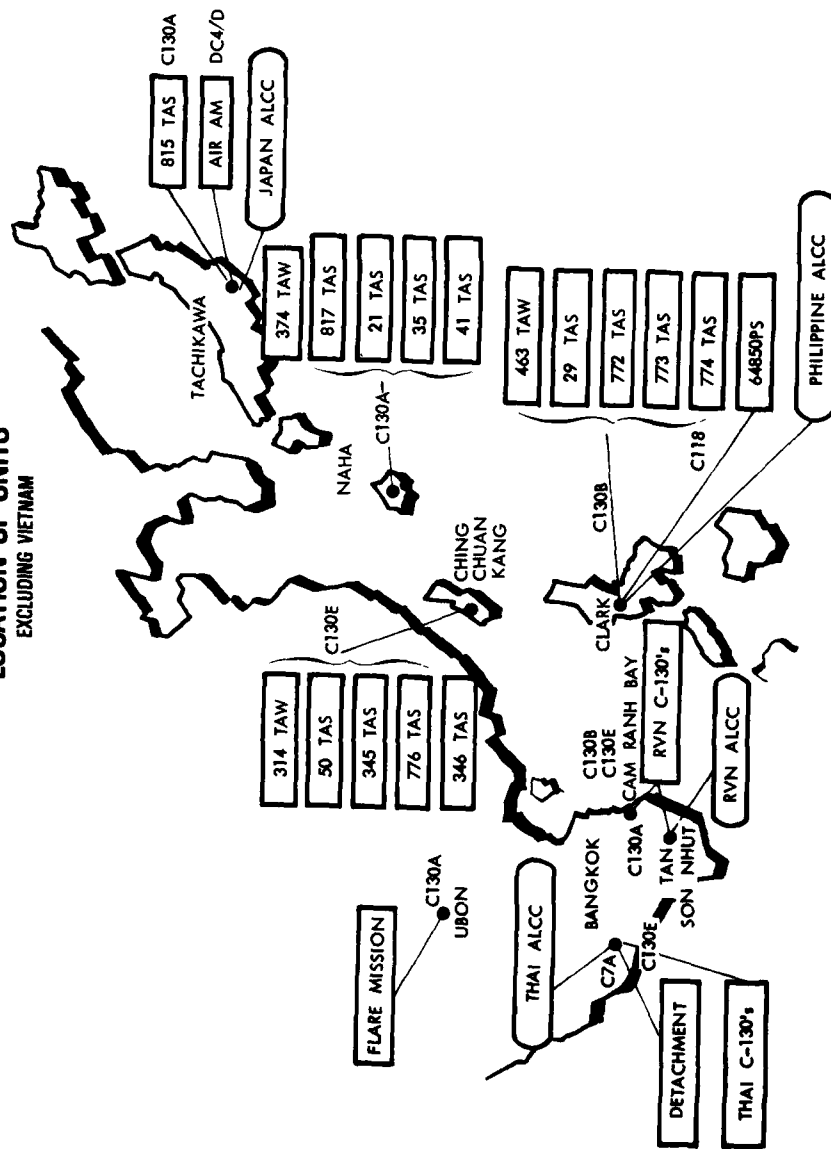 LOCATION OF UNITS
EXCLUDING VIETNAM
815 TAS C130A
AIR AM DC4/D
JAPAN ALCC
TACHIKAWA
374 TAW
817 TAS
21 TAS
35 TAS
41 TAS
C130A-
NAHA
314 TAW
50 TAS
345 TAS
776 TAS
346 TAS
C130E
CHING
CHUAN
KANG
463 TAW
29 TAS
772 TAS
773 TAS
774 TAS
6485OPS
C130B
C118
CLARK
PHILIPPINE ALCC
FLARE MISSION
C130A
UBON
C130B
C130E
CAM RANH BAY
RVN C-130's
C130A
TAN
SON NHUT
RVN ALCC
THAI ALCC
BANGKOK
C7A
C130E
DETACHMENT
THAI C-130's